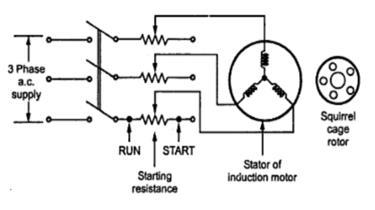 3 Phase
a.c.
supply
RUN
START
Starting
resistance
Stator of
induction motor
Squirrel
cage
rotor